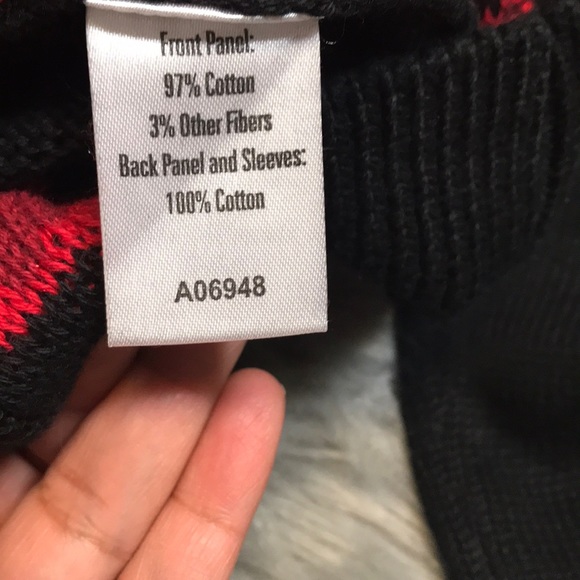 Front Panel:
97% Cotton
3% Other Fibers
Back Panel and Sleeves:
100% Cotton
A06948